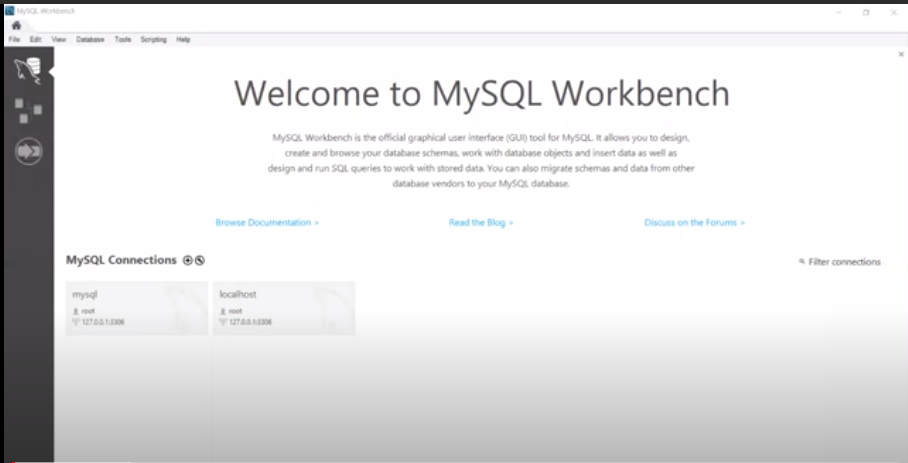 MySQL Workbench
File Edit View Database Tools Scripting Help
Welcome to MySQL Workbench
MySQL Workbench is the official graphical user interface (GUI) tool for MySQL. It allows you to design,
create and browse your database schemas, work with database objects and insert data as well as
design and run SQL queries to work with stored data. You can also migrate schemas and data from other
database vendors to your MySQL database.
Browse Documentation > Read the Blog > Discuss on the Forums >
MySQL Connections Filter connections
mysql localhost
root root
127.0.0.1:3306 127.0.0.1:3306